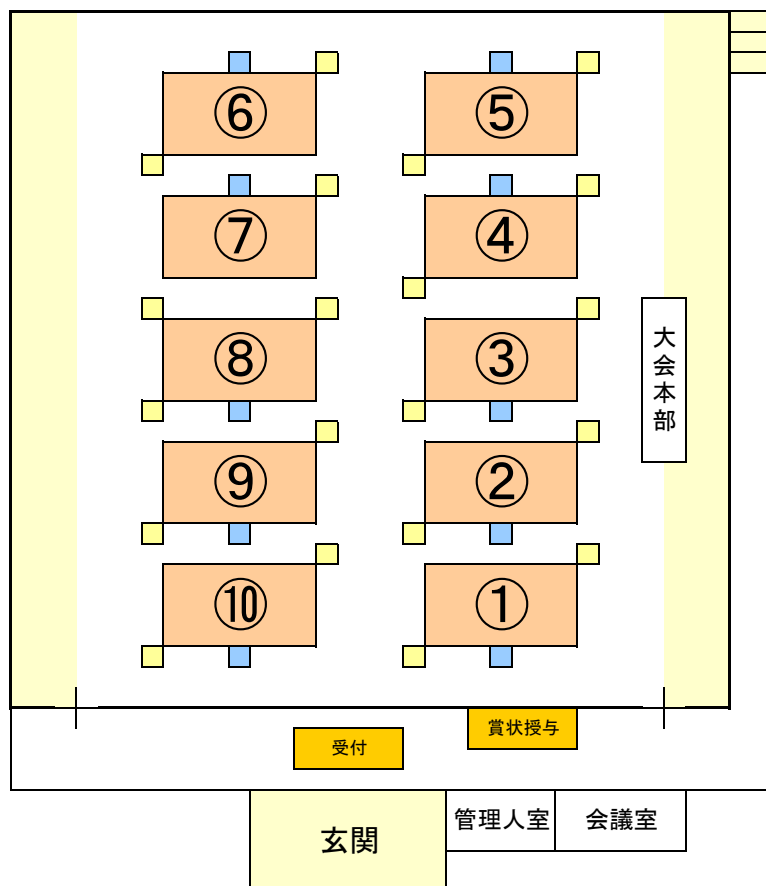 ⑥
⑤
⑦
④
⑧
③
大会本部
⑨
②
⑩
①
賞状授与
受付
玄関
管理人室
会議室